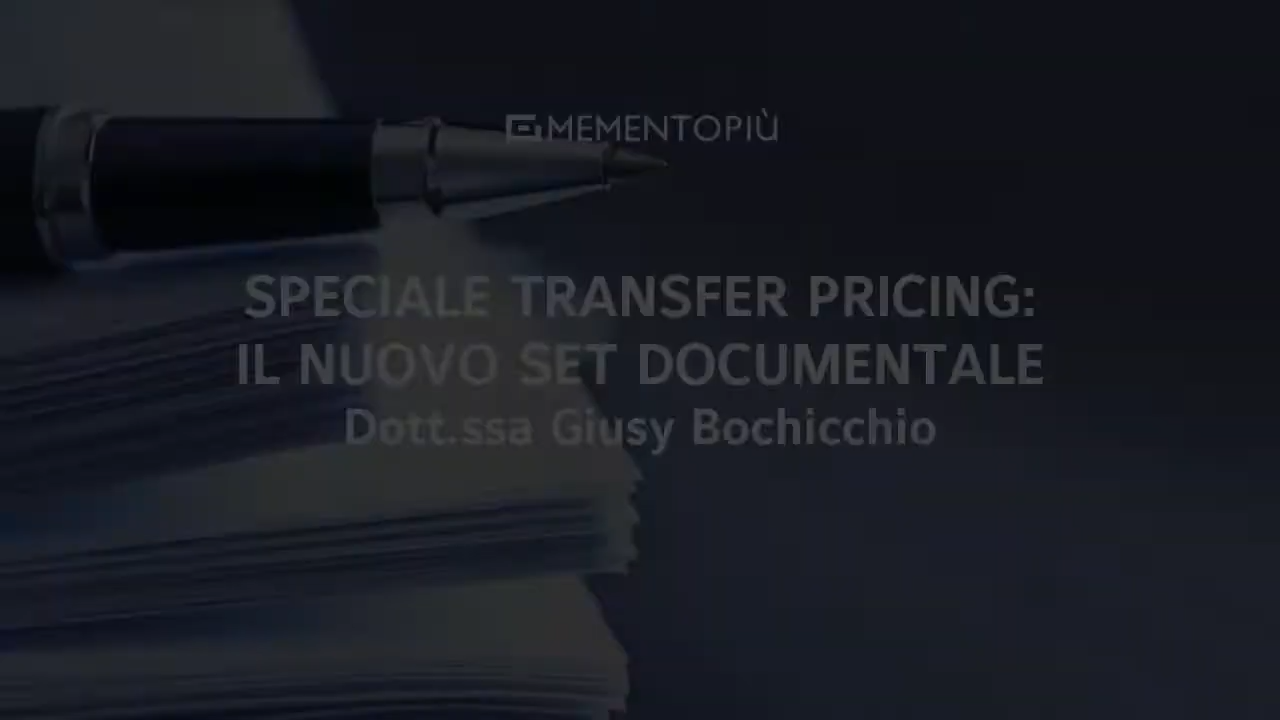 MEMENTOPIÙ
SPECIALE TRANSFER PRICING:
IL NUOVO SET DOCUMENTALE
Dott.ssa Giusy Bochicchio